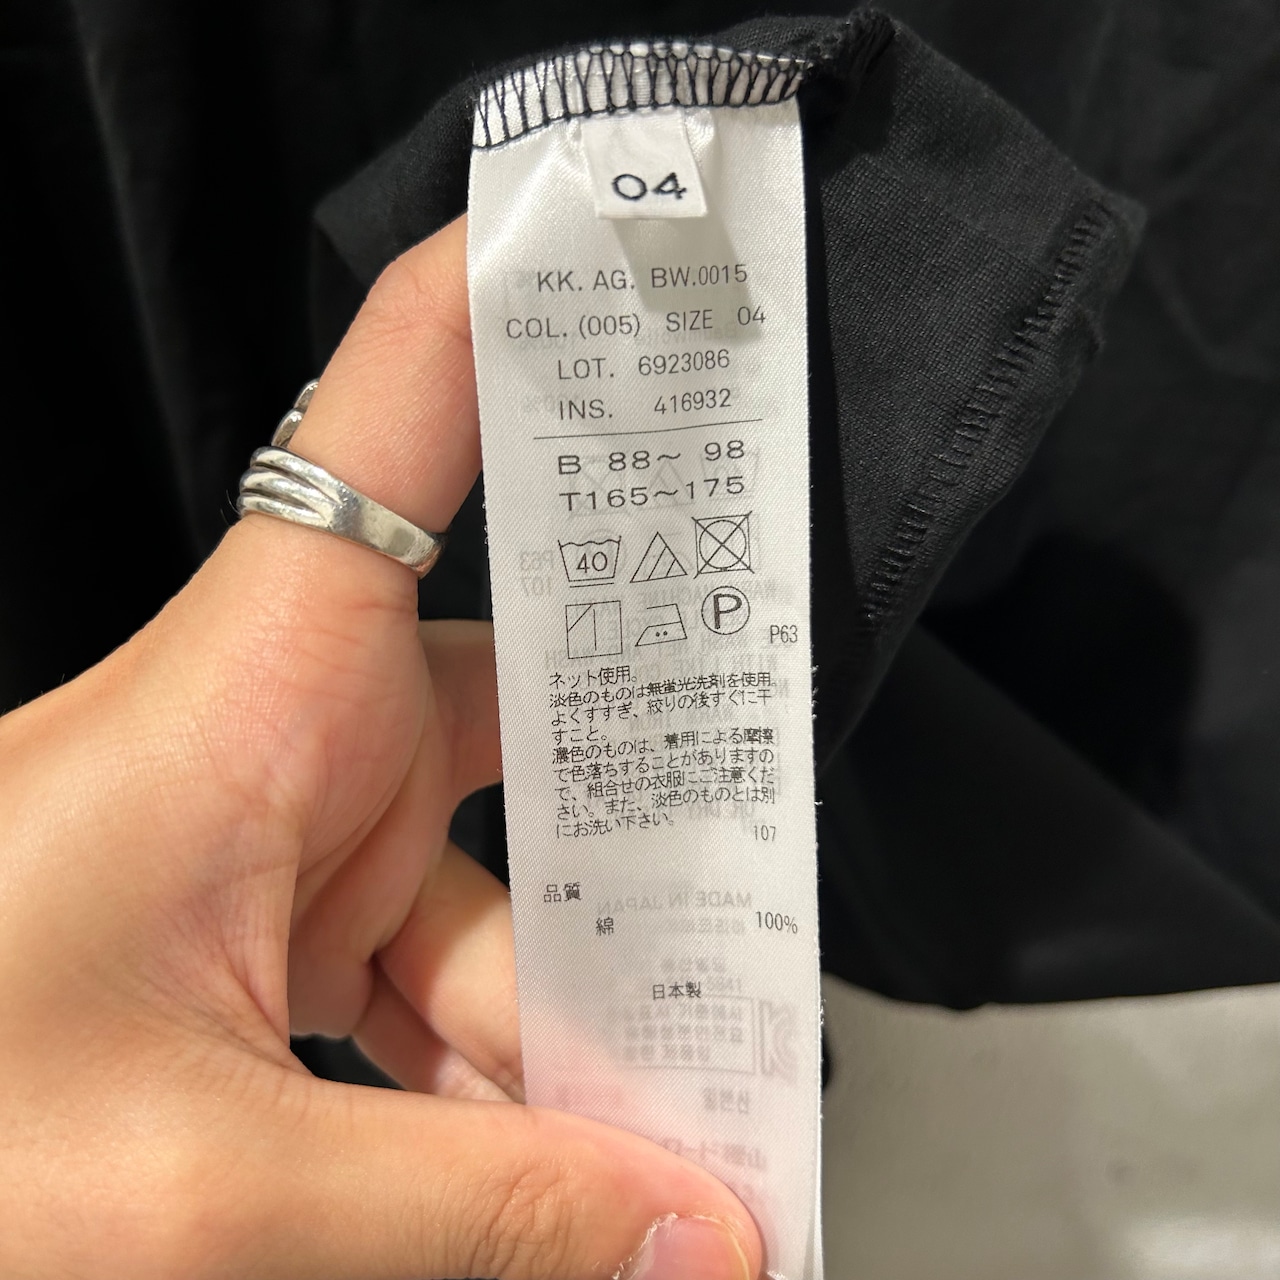 04
KK. AG. BW.0015
COL. (005) SIZE 04
LOT. 6923086
INS. 416932
B 88～ 98
T165～175
40
P
P63
ネット使用。
淡色のものは無蛍光洗剤を使用、
よくすすぎ、絞りの後すぐに干
すこと。
濃色のものは、着用による摩擦
で色落ちすることがありますの
で、組合せの衣服にご注意くだ
さい。また、淡色のものとは別
にお洗い下さい。
107
品質
綿 100%
日本製